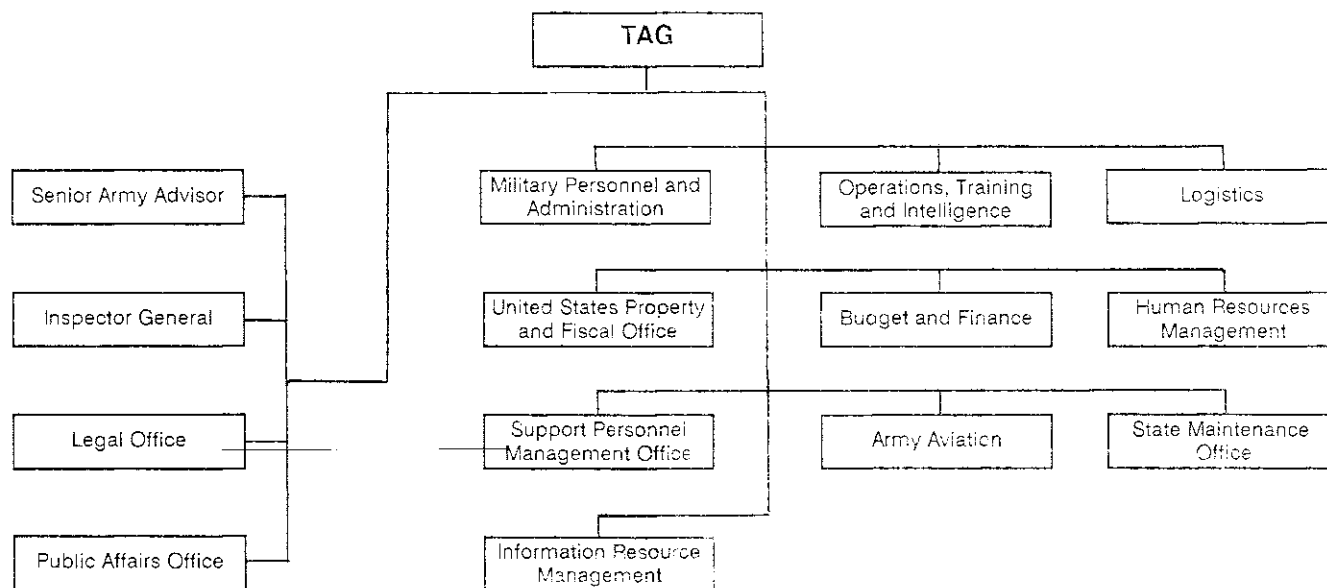 TAG
Senior Army Advisor
Inspector General
Legal Office
Public Affairs Office
Military Personnel and
Administration
Operations, Training
and Intelligence
Logistics
United States Property
and Fiscal Office
Budget and Finance
Human Resources
Management
Support Personnel
Management Office
Army Aviation
State Maintenance
Office
Information Resource
Management